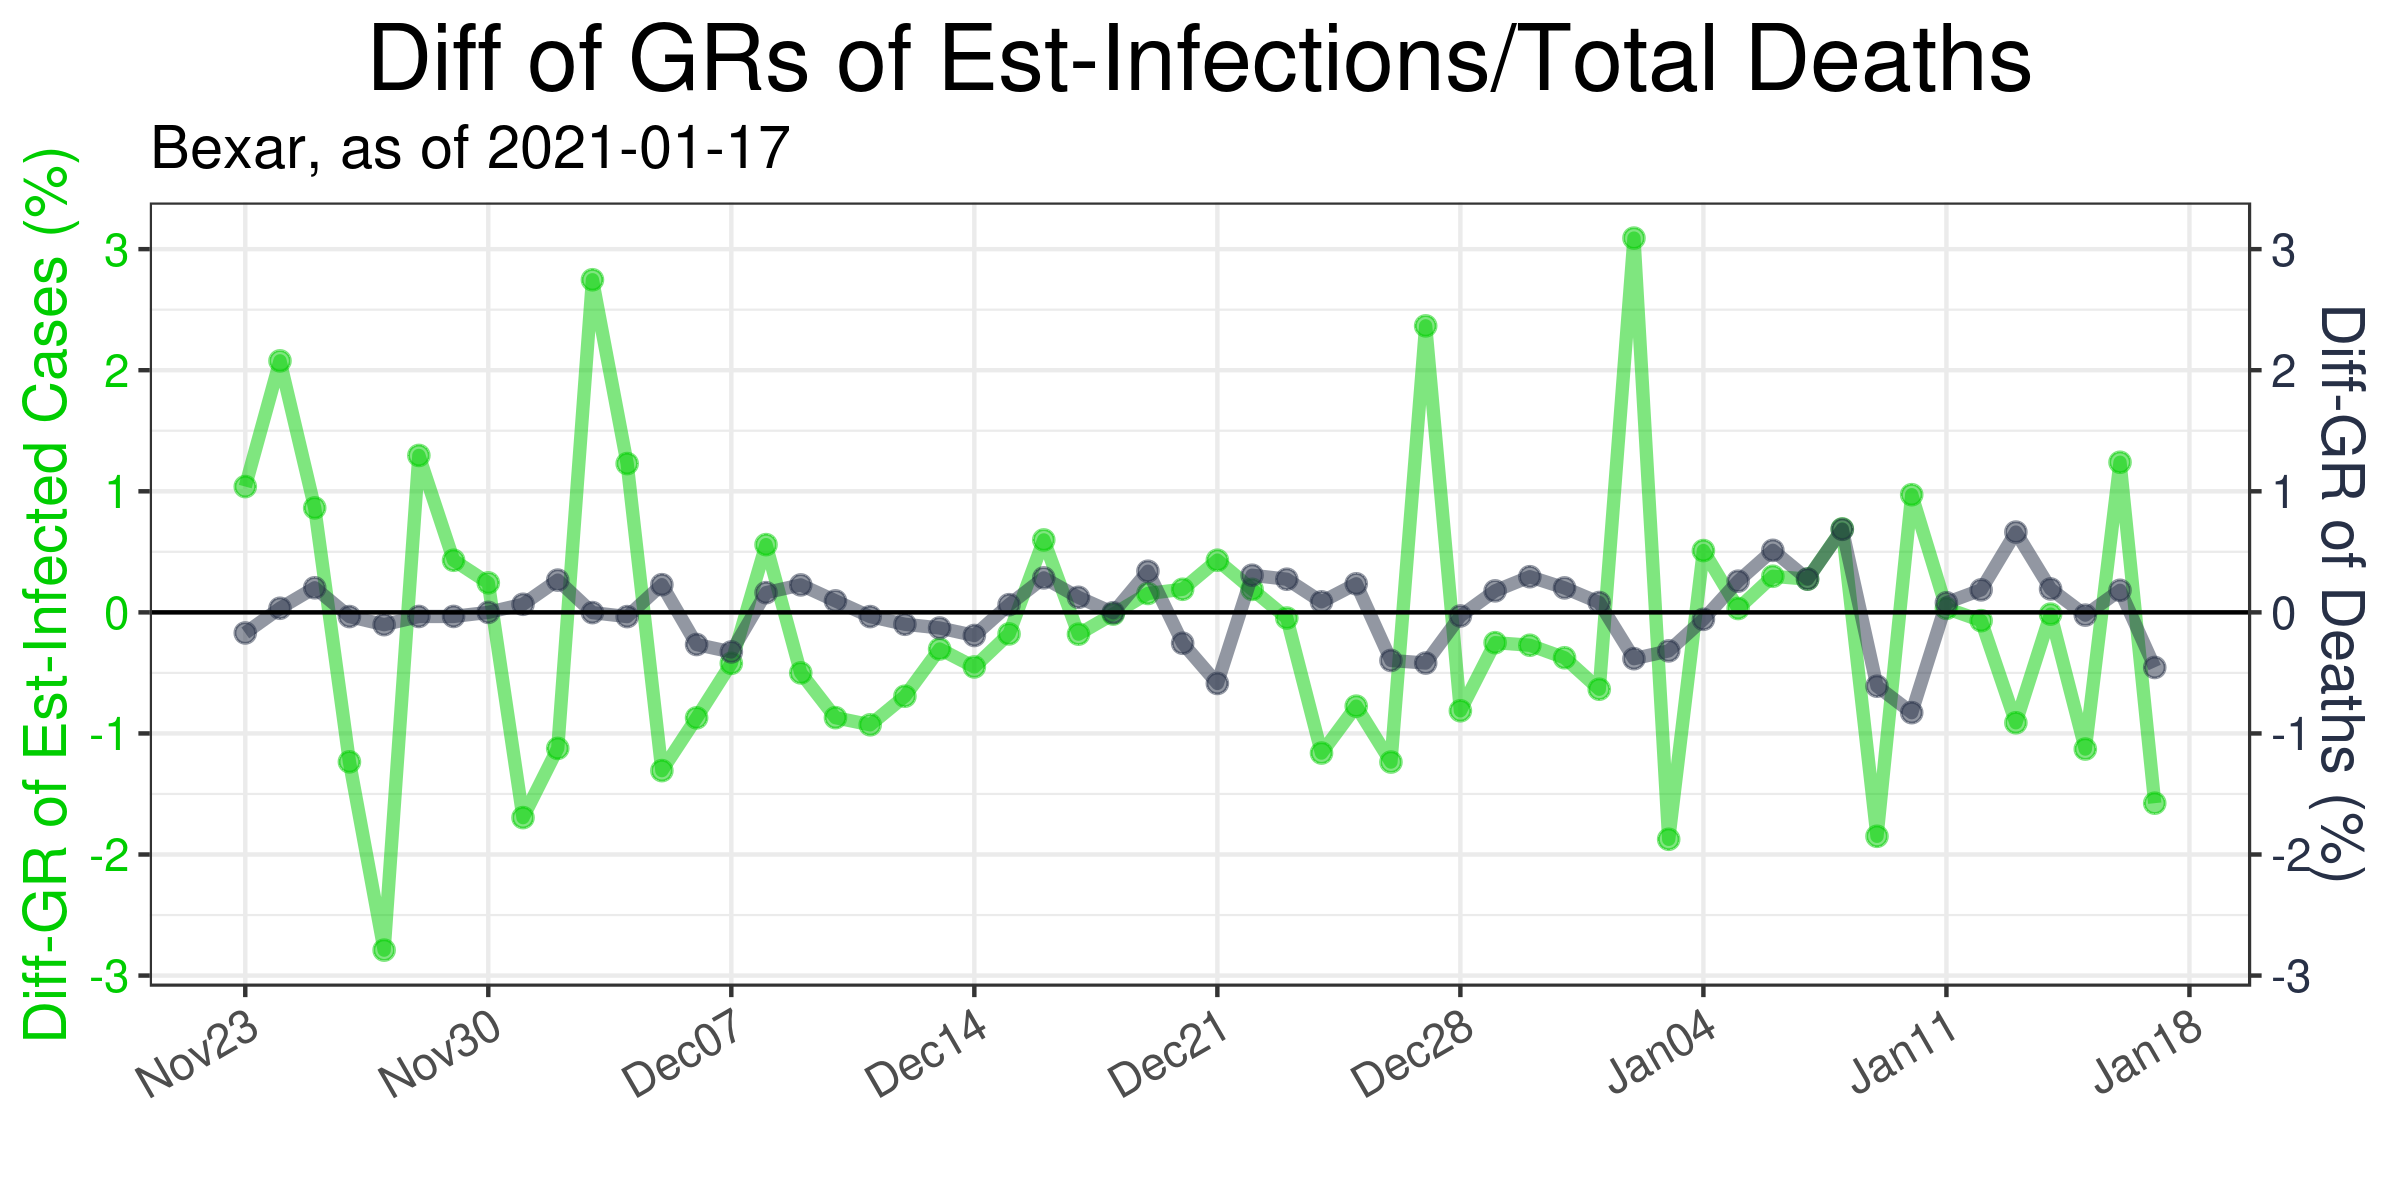 Diff of GRs of Est-Infections/Total Deaths
Bexar, as of 2021-01-17
Diff-GR of Est-Infected Cases (%)
3
2
1
0
-1
-2
-3
3
2
1
0
-1
-2
-3
Diff-GR of Deaths (%)
Nov23
Nov30
Dec07
Dec14
Dec21
Dec28
Jan04
Jan11
Jan18